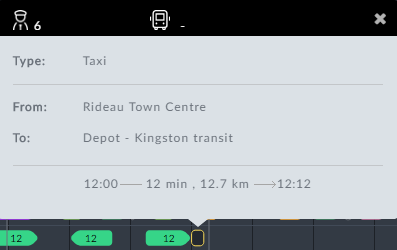 6 -
Type: Taxi
From: Rideau Town Centre
To: Depot - Kingston transit
12:00 12 min , 12.7 km 12:12
12 12 12